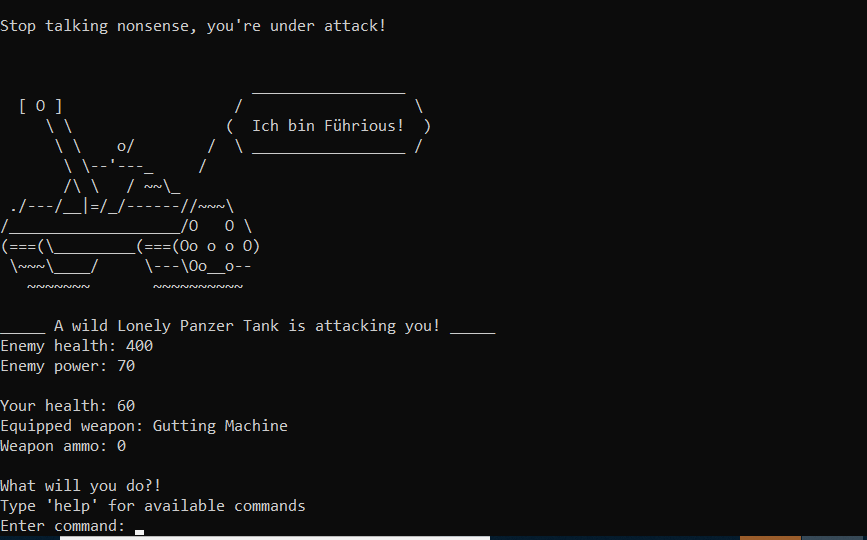 Stop talking nonsense, you're under attack!
[ O ]
Ich bin Führious!
_____ A wild Lonely Panzer Tank is attacking you! _____
Enemy health: 400
Enemy power: 70
Your health: 60
Equipped weapon: Gutting Machine
Weapon ammo: 0
What will you do?!
Type 'help' for available commands
Enter command: